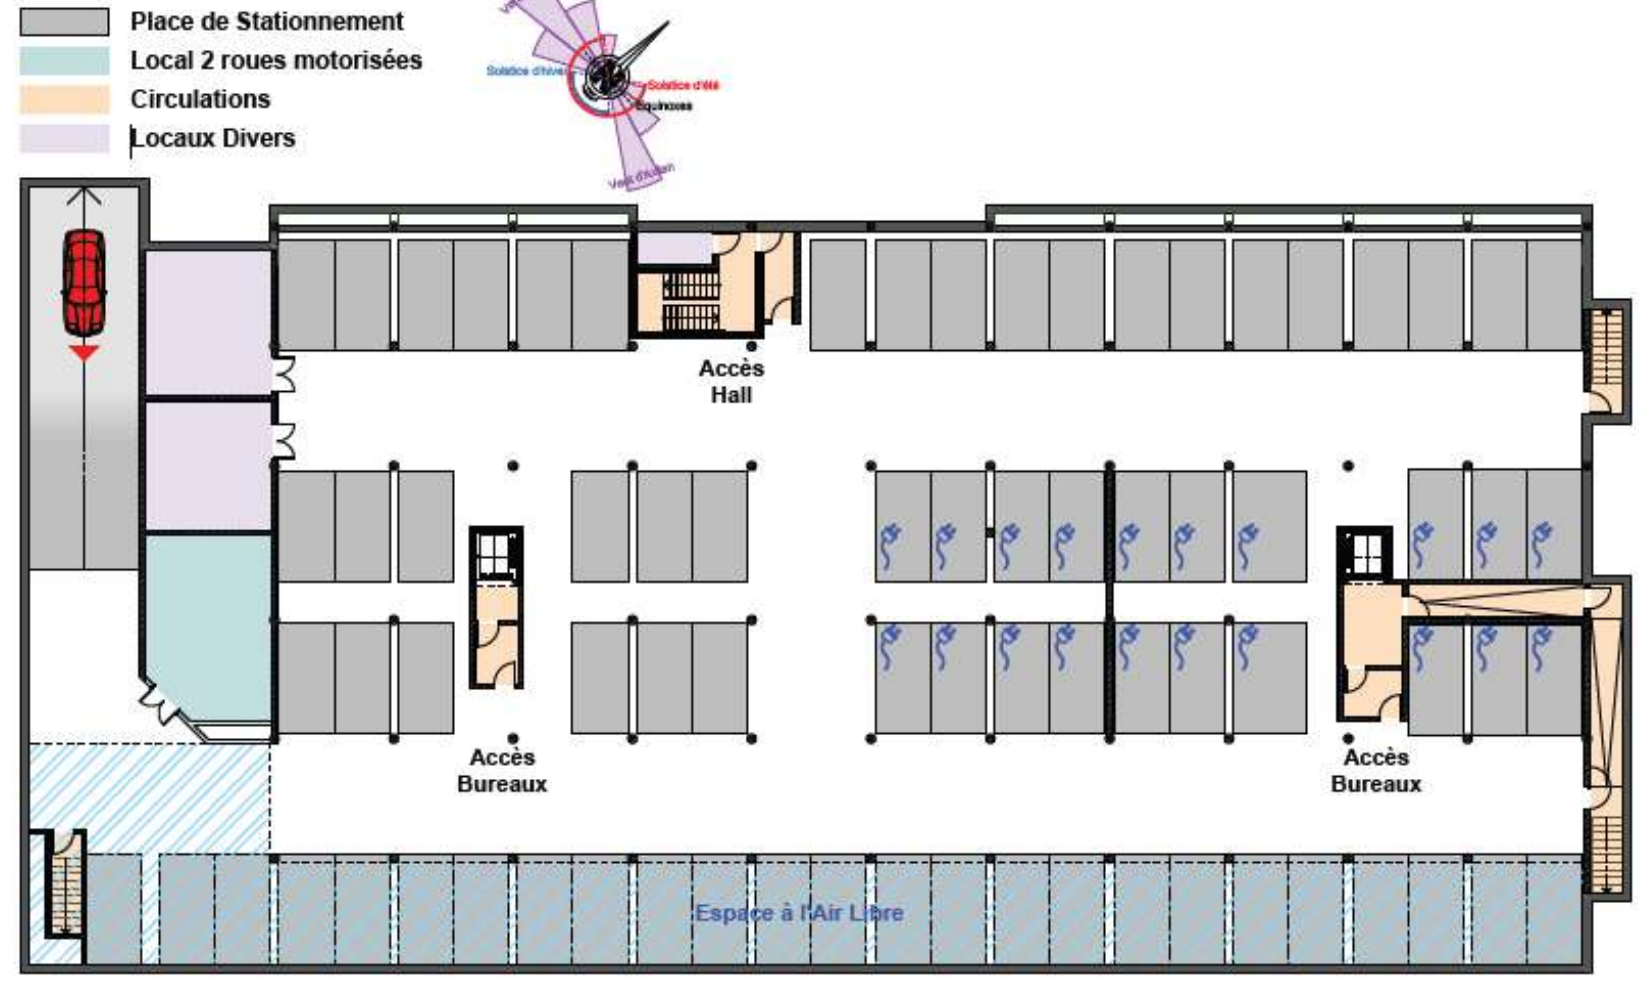 Place de Stationnement
Local 2 roues motorisées
Circulations
Locaux Divers
Solstice d'hiver
Solstice d'été
Equinoxes
Accès
Hall
Accès
Bureaux
Accès
Bureaux
Espace à l'Air Libre